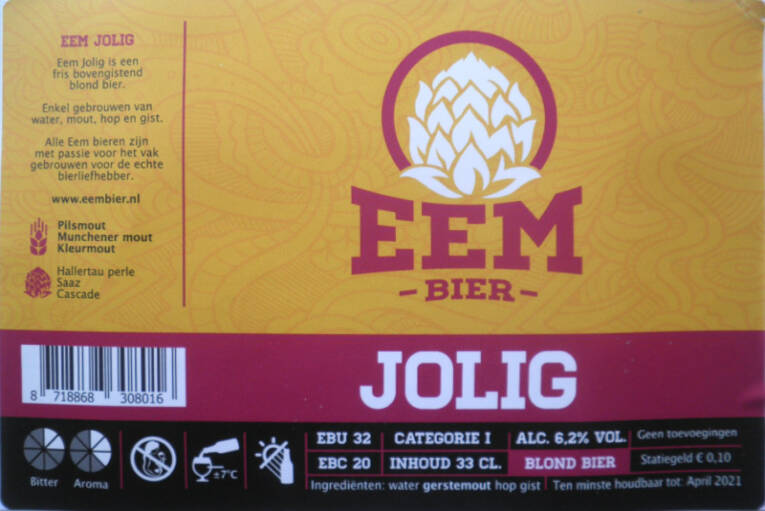 EEM JOLIG
Eem Jolig is een
fris bovengistend
blond bier.
Enkel gebrouwen van
water, mout, hop en gist.
Alle Eem bieren zijn
met passie voor het vak
gebrouwen voor de echte
bierliefhebber.
www.eembier.nl
Pilsmout
Munchener mout
Kleurmout
Hallertau perle
Saaz
Cascade
EEM
- BIER -
JOLIG
8 718868 308016
Bitter Aroma
±7°C
EBU 32
EBC 20
CATEGORIE I
INHOUD 33 CL.
ALC. 6,2% VOL.
BLOND BIER
Geen toevoegingen
Statiegeld € 0,10
Ingrediënten: water gerstemout hop gist
Ten minste houdbaar tot: April 2021